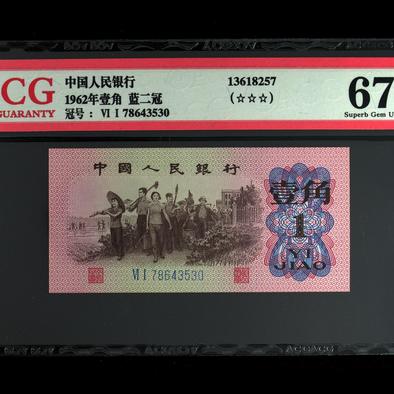 CG
GUARANTY
中国人民银行
1962年壹角 蓝二冠
冠号: VI I 78643530
13618257
(☆☆☆)
67
Superb Gem U
中国人民银行
壹角
1
YI
JIAO
VI I 78643530
ACGACG